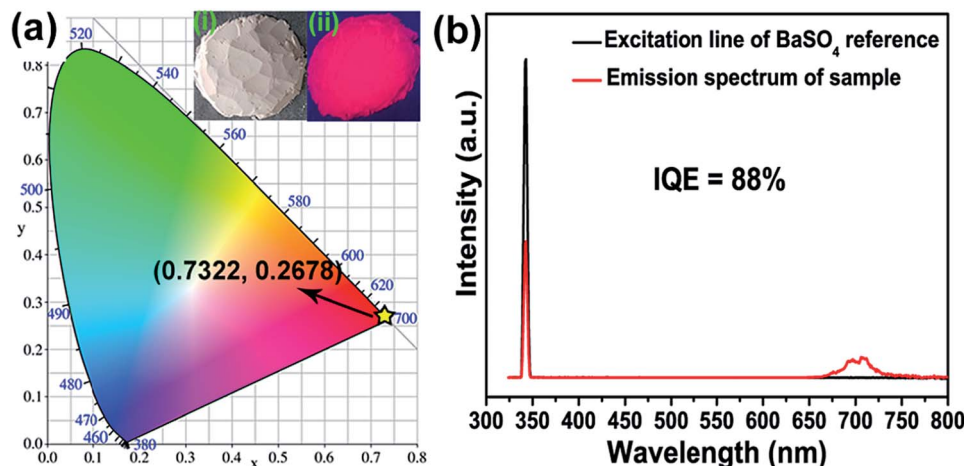 (a)
(i)
(ii)
520
540
560
580
600
620
700
500
490
480
470
460
380
(0.7322, 0.2678)
0.8
0.7
0.6
0.5
y
0.4
0.3
0.2
0.1
0.0
0.0 0.1 0.2 0.3 0.4 0.5 0.6 0.7 0.8
x
(b)
Excitation line of BaSO₄ reference
Emission spectrum of sample
IQE = 88%
Intensity (a.u.)
300 350 400 450 500 550 600 650 700 750 800
Wavelength (nm)